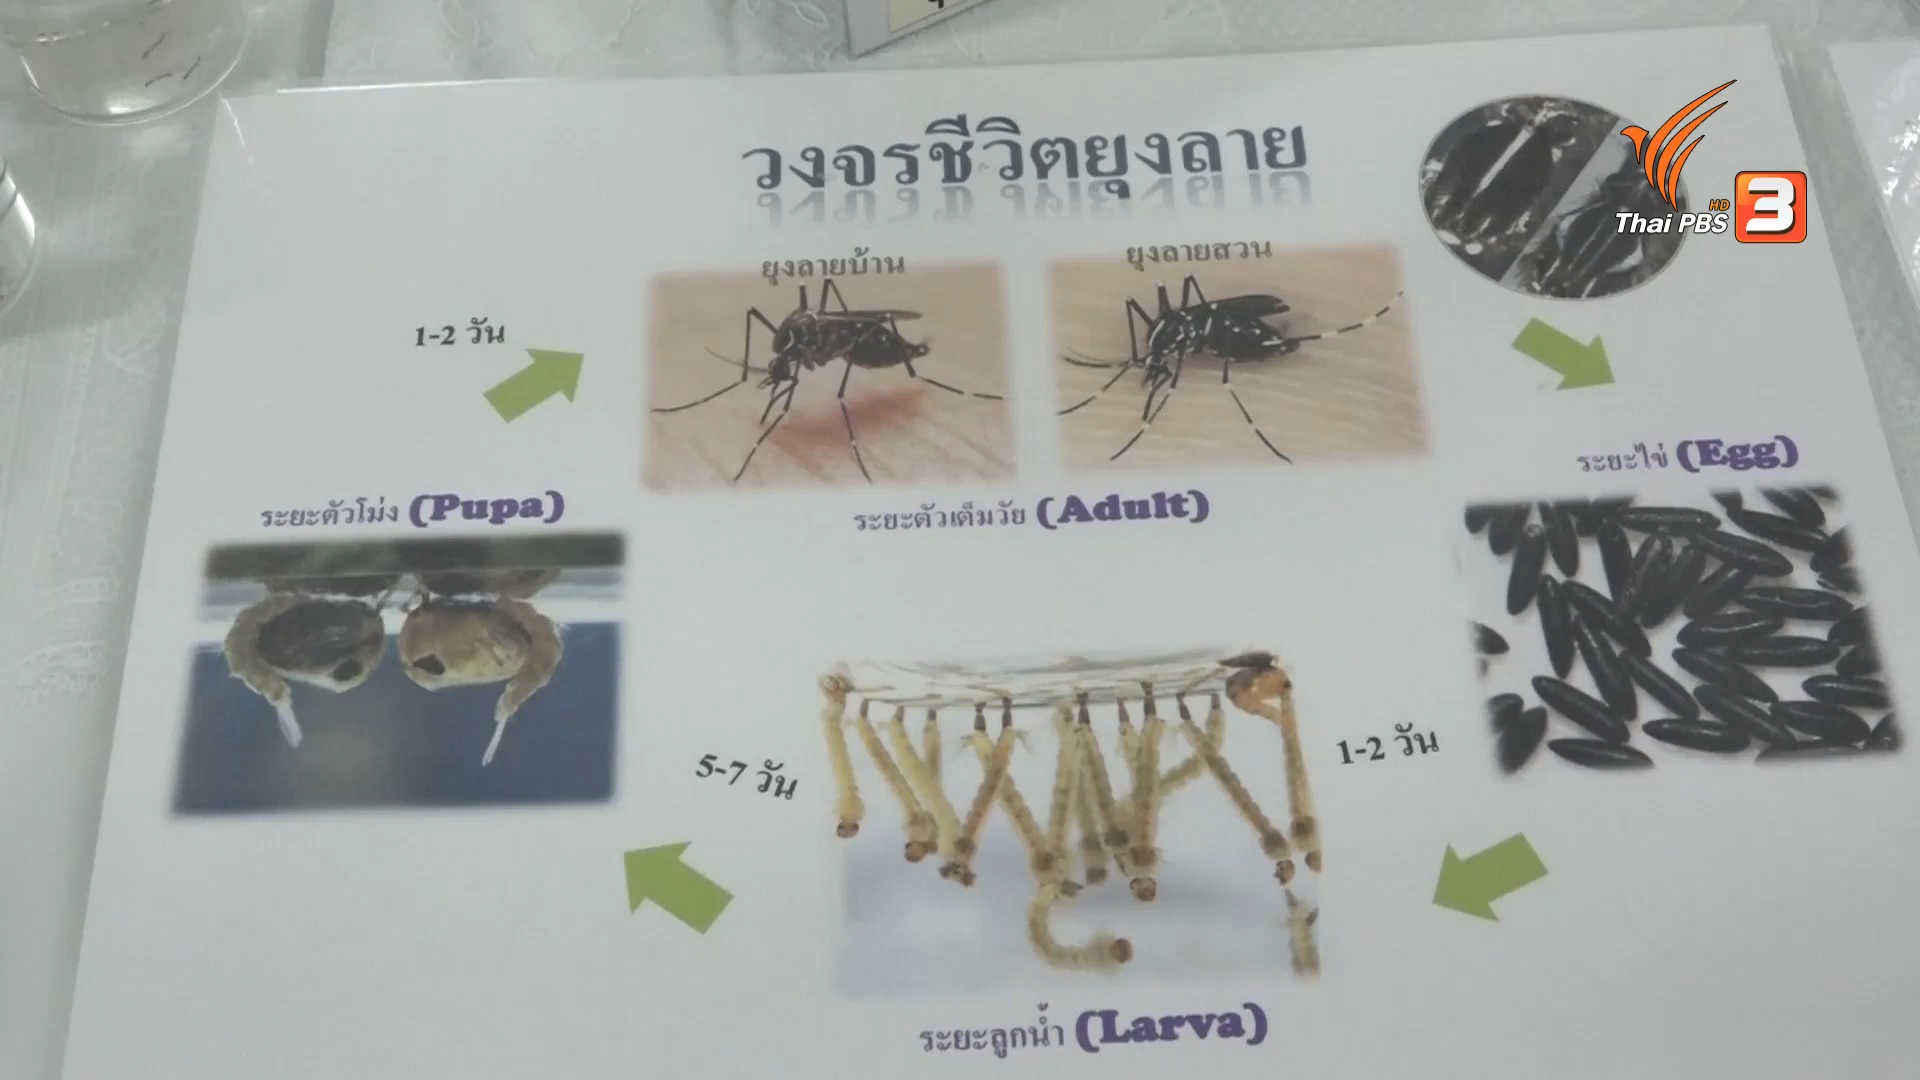 วงจรชีวิตยุงลาย
HD
Thai PBS 3
ยุงลายบ้าน
ยุงลายสวน
1-2 วัน
ระยะไข่ (Egg)
ระยะตัวโม่ง (Pupa)
ระยะตัวเต็มวัย (Adult)
5-7 วัน
1-2 วัน
ระยะลูกน้ำ (Larva)